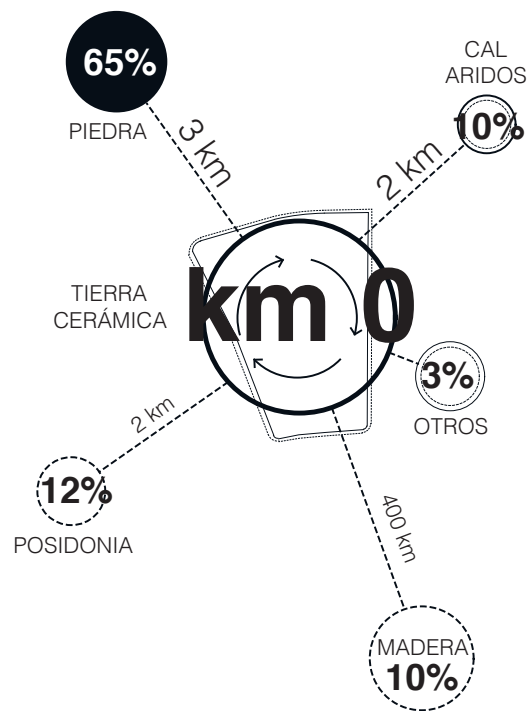 65%
PIEDRA
3 km
CAL
ARIDOS
10%
2 km
TIERRA
CERÁMICA
km 0
3%
OTROS
2 km
12%
POSIDONIA
400 km
MADERA
10%